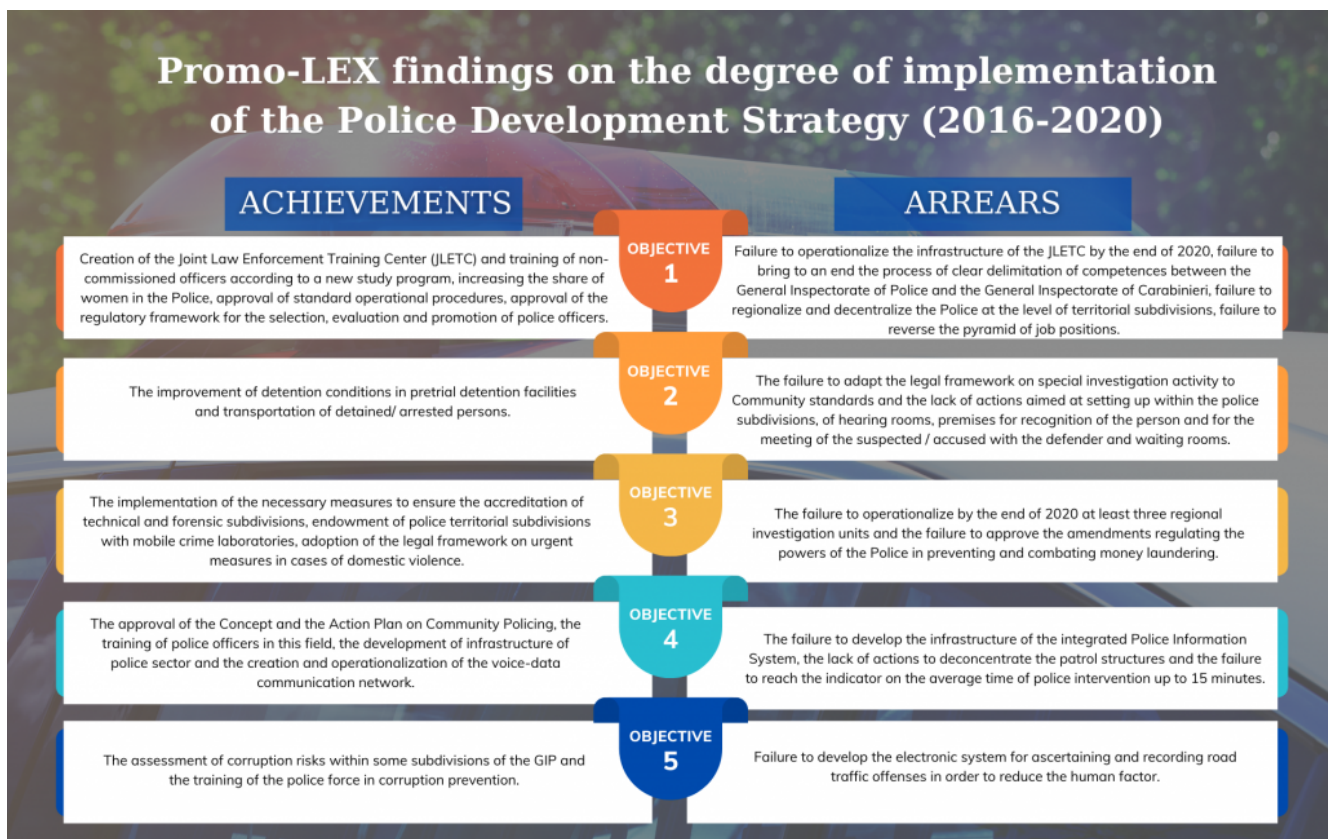 Promo-LEX findings on the degree of implementation
of the Police Development Strategy (2016-2020)
ACHIEVEMENTS
ARREARS
OBJECTIVE
1
Creation of the Joint Law Enforcement Training Center (JLETC) and training of non-
commissioned officers according to a new study program, increasing the share of
women in the Police, approval of standard operational procedures, approval of the
regulatory framework for the selection, evaluation and promotion of police officers.
Failure to operationalize the infrastructure of the JLETC by the end of 2020, failure to
bring to an end the process of clear delimitation of competences between the
General Inspectorate of Police and the General Inspectorate of Carabinieri, failure to
regionalize and decentralize the Police at the level of territorial subdivisions, failure to
reverse the pyramid of job positions.
OBJECTIVE
2
The improvement of detention conditions in pretrial detention facilities
and transportation of detained/ arrested persons.
The failure to adapt the legal framework on special investigation activity to
Community standards and the lack of actions aimed at setting up within the police
subdivisions, of hearing rooms, premises for recognition of the person and for the
meeting of the suspected / accused with the defender and waiting rooms.
OBJECTIVE
3
The implementation of the necessary measures to ensure the accreditation of
technical and forensic subdivisions, endowment of police territorial subdivisions
with mobile crime laboratories, adoption of the legal framework on urgent
measures in cases of domestic violence.
The failure to operationalize by the end of 2020 at least three regional
investigation units and the failure to approve the amendments regulating the
powers of the Police in preventing and combating money laundering.
OBJECTIVE
4
The approval of the Concept and the Action Plan on Community Policing, the
training of police officers in this field, the development of infrastructure of
police sector and the creation and operationalization of the voice-data
communication network.
The failure to develop the infrastructure of the integrated Police Information
System, the lack of actions to deconcentrate the patrol structures and the failure
to reach the indicator on the average time of police intervention up to 15 minutes.
OBJECTIVE
5
The assessment of corruption risks within some subdivisions of the GIP and
the training of the police force in corruption prevention.
Failure to develop the electronic system for ascertaining and recording road
traffic offenses in order to reduce the human factor.